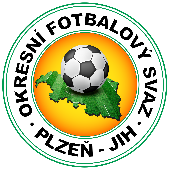 OKRESNÍ FOTBALOVÝ SVAZ
• PLZEŇ - JIH •